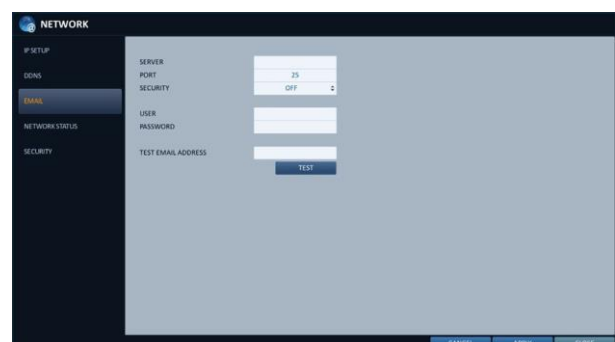 NETWORK
IP SETUP
DDNS
EMAIL
NETWORK STATUS
SECURITY
SERVER
PORT 25
SECURITY OFF
USER
PASSWORD
TEST EMAIL ADDRESS
TEST